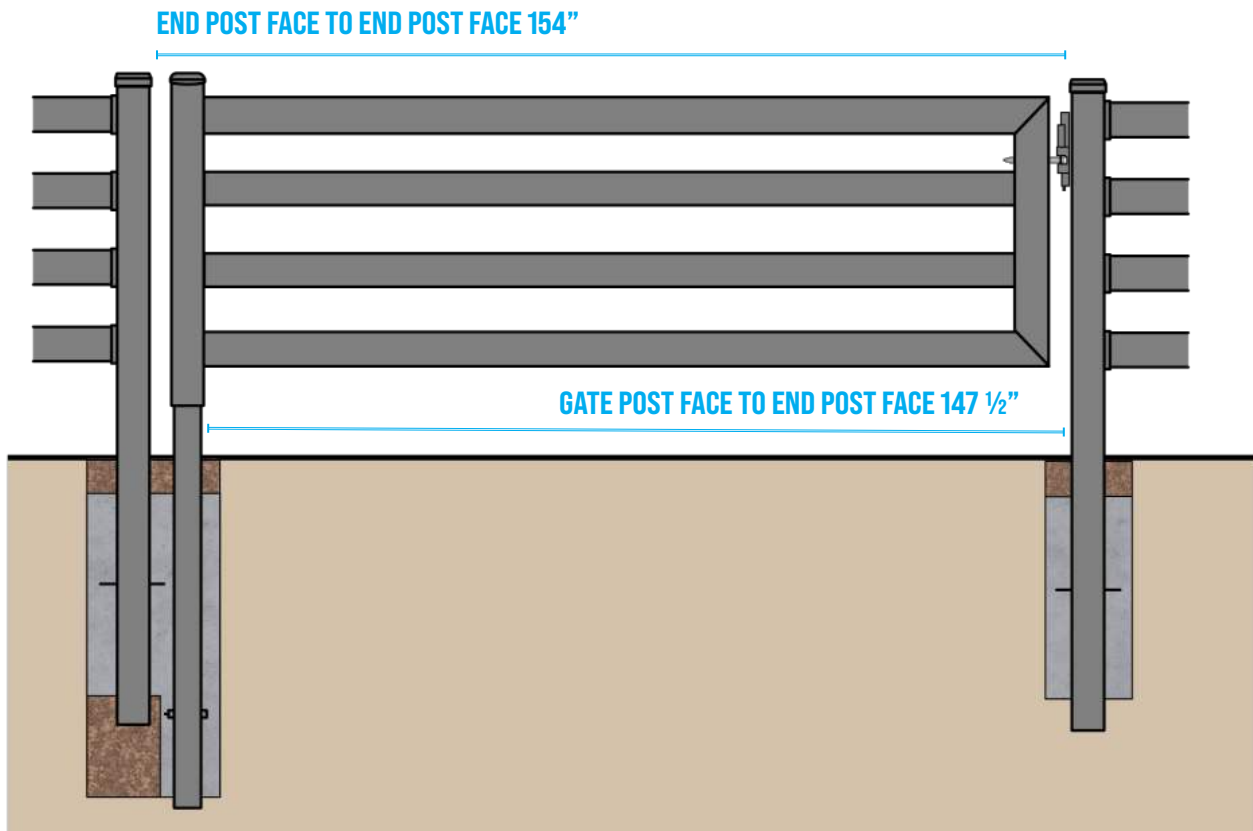 END POST FACE TO END POST FACE 154”
GATE POST FACE TO END POST FACE 147 ½”